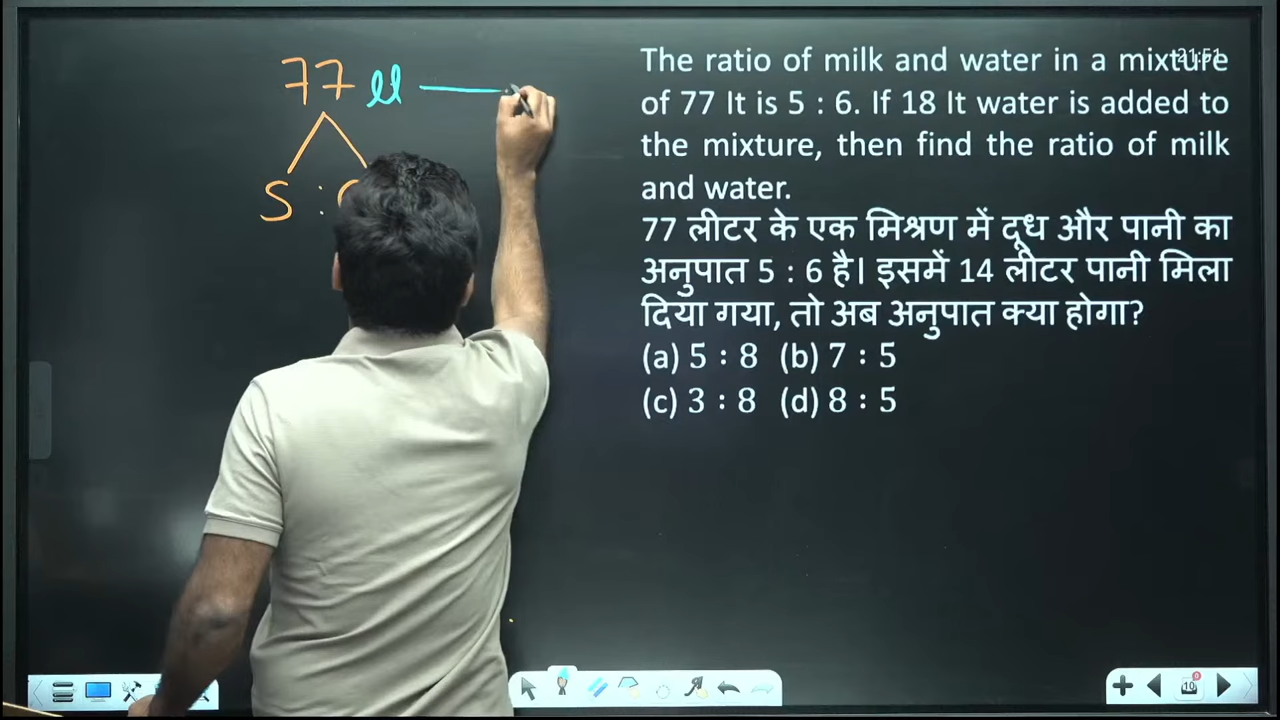 77 ll
5 :
The ratio of milk and water in a mixture
of 77 lt is 5 : 6. If 18 lt water is added to
the mixture, then find the ratio of milk
and water.
77 लीटर के एक मिश्रण में दूध और पानी का
अनुपात 5 : 6 है। इसमें 14 लीटर पानी मिला
दिया गया, तो अब अनुपात क्या होगा?
(a) 5 : 8 (b) 7 : 5
(c) 3 : 8 (d) 8 : 5
10